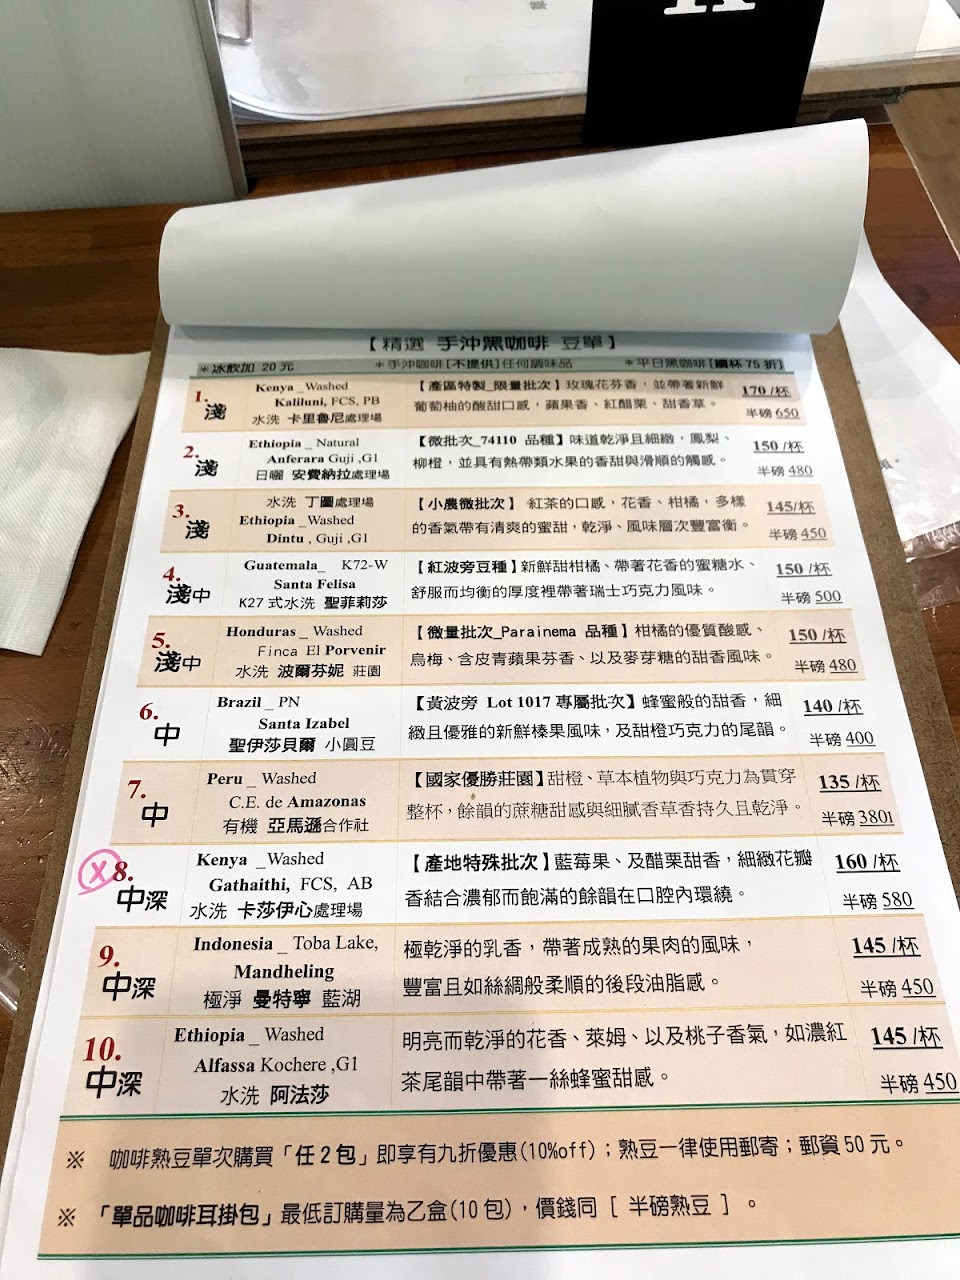 【精選 手沖黑咖啡 豆單】
＊冰飲加 20 元 ＊手沖咖啡[不提供]任何調味品 ＊平日黑咖啡[續杯75折]
1. 淺
Kenya _Washed
Kaliluni, FCS, PB
水洗 卡里魯尼處理場
【產區特製_限量批次】玫瑰花芬香，並帶著新鮮
葡萄柚的酸甜口感，蘋果香、紅醋栗、甜香草。
170 /杯
半磅 650
2. 淺
Ethiopia _ Natural
Anferara Guji ,G1
日曬 安費納拉處理場
【微批次_74110 品種】味道乾淨且細緻，鳳梨、
柳橙，並具有熱帶類水果的香甜與滑順的觸感。
150 /杯
半磅 480
3. 淺
水洗 丁圖處理場
Ethiopia _Washed
Dintu , Guji ,G1
【小農微批次】 紅茶的口感，花香、柑橘，多樣
的香氣帶有清爽的蜜甜，乾淨、風味層次豐富衡。
145/杯
半磅 450
4. 淺中
Guatemala_ K72-W
Santa Felisa
K27 式水洗 聖菲莉莎
【紅波旁豆種】新鮮甜柑橘、帶著花香的蜜糖水、
舒服而均衡的厚度裡帶著瑞士巧克力風味。
150 /杯
半磅 500
5. 淺中
Honduras _ Washed
Finca El Porvenir
水洗 波爾芬妮 莊園
【微量批次_Parainema 品種】柑橘的優質酸感、
烏梅、含皮青蘋果芬香、以及麥芽糖的甜香風味。
150 /杯
半磅 480
6. 中
Brazil _ PN
Santa Izabel
聖伊莎貝爾 小圓豆
【黃波旁 Lot 1017 專屬批次】蜂蜜般的甜香，細
緻且優雅的新鮮榛果風味，及甜橙巧克力的尾韻。
140 /杯
半磅 400
7. 中
Peru _ Washed
C.E. de Amazonas
有機 亞馬遜合作社
【國家優勝莊園】甜橙、草本植物與巧克力為貫穿
整杯，餘韻的蔗糖甜感與細膩香草香持久且乾淨。
135 /杯
半磅 3801
X 8. 中深
Kenya _Washed
Gathaithi, FCS, AB
水洗 卡莎伊心處理場
【產地特殊批次】藍莓果、及醋栗甜香，細緻花瓣
香結合濃郁而飽滿的餘韻在口腔內環繞。
160 /杯
半磅 580
9. 中深
Indonesia _ Toba Lake,
Mandheling
極淨 曼特寧 藍湖
極乾淨的乳香，帶著成熟的果肉的風味，
豐富且如絲綢般柔順的後段油脂感。
145 /杯
半磅 450
10. 中深
Ethiopia _ Washed
Alfassa Kochere ,G1
水洗 阿法莎
明亮而乾淨的花香、萊姆、以及桃子香氣，如濃紅
茶尾韻中帶著一絲蜂蜜甜感。
145 /杯
半磅 450
※ 咖啡熟豆單次購買「任2包」即享有九折優惠(10%off)；熟豆一律使用郵寄；郵資50元。
※ 「單品咖啡耳掛包」最低訂購量為乙盒(10包)，價錢同 [ 半磅熟豆 ] 。